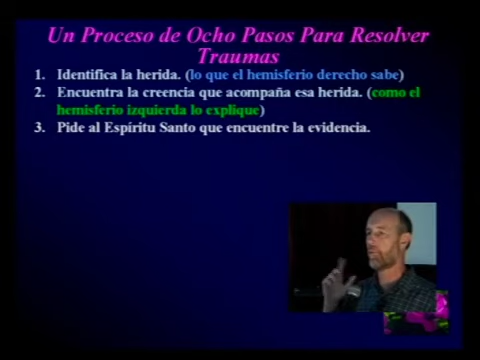 Un Proceso de Ocho Pasos Para Resolver
Traumas
1. Identifica la herida. (lo que el hemisferio derecho sabe)
2. Encuentra la creencia que acompaña esa herida. (como el
hemisferio izquierda lo explique)
3. Pide al Espíritu Santo que encuentre la evidencia.